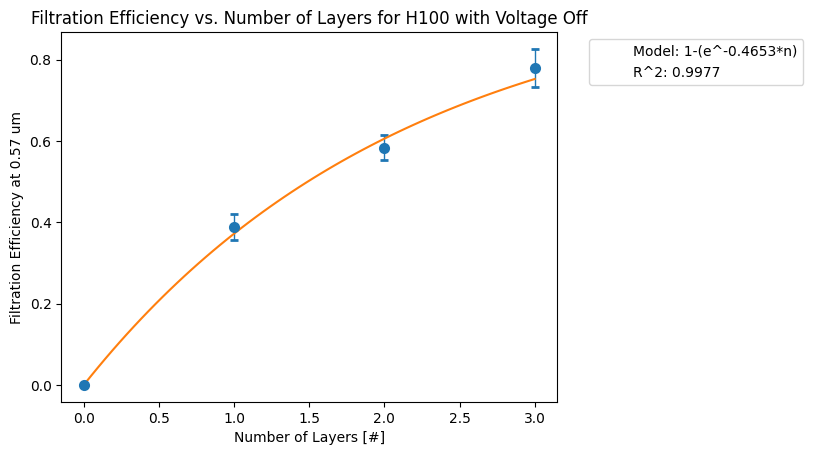 Filtration Efficiency vs. Number of Layers for H100 with Voltage Off
Model: 1-(e^-0.4653*n)
R^2: 0.9977
Filtration Efficiency at 0.57 um
0.8
0.6
0.4
0.2
0.0
0.0 0.5 1.0 1.5 2.0 2.5 3.0
Number of Layers [#]